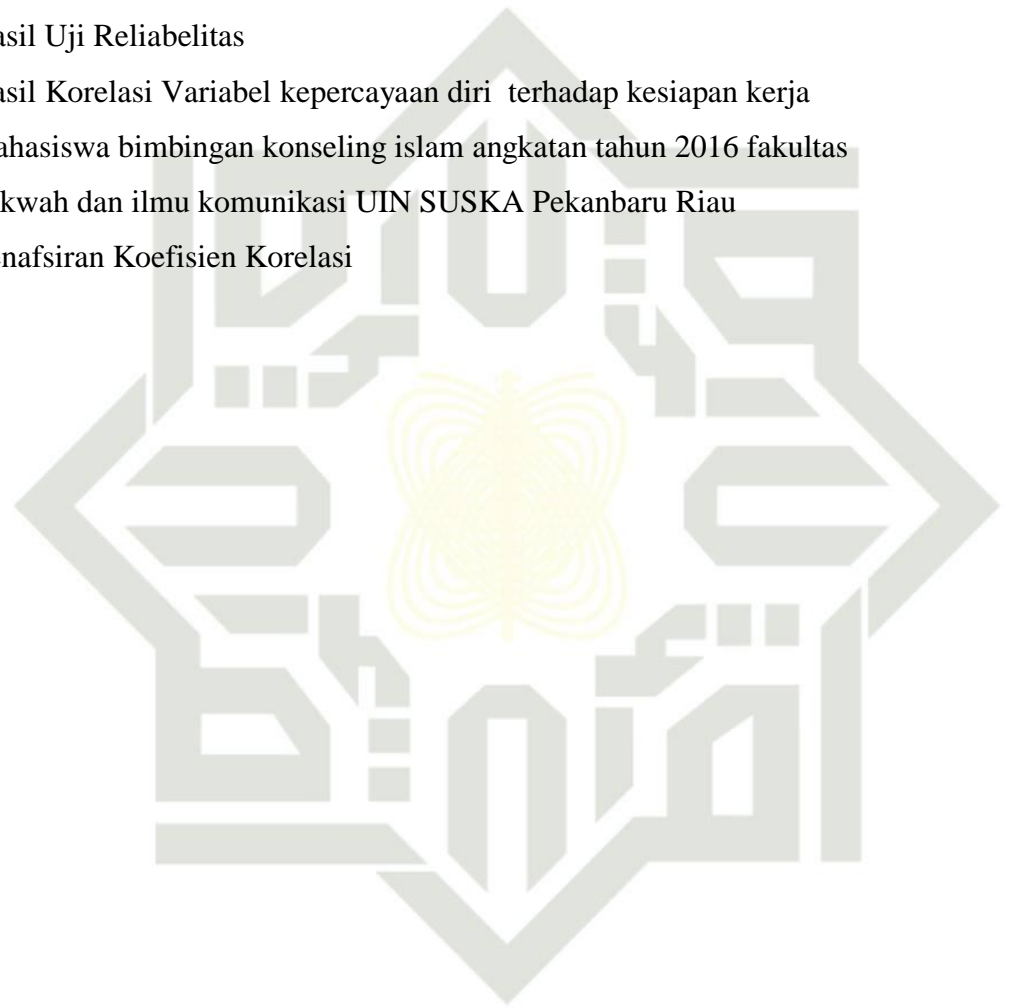 asil Uji Reliabelitas
asil Korelasi Variabel kepercayaan diri terhadap kesiapan kerja
ahasiswa bimbingan konseling islam angkatan tahun 2016 fakultas
kwah dan ilmu komunikasi UIN SUSKA Pekanbaru Riau
nafsiran Koefisien Korelasi